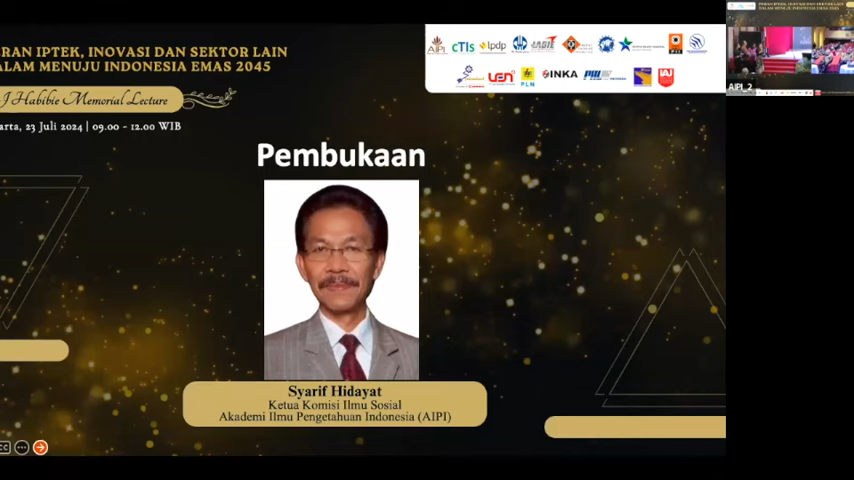 RAN IPTEK, INOVASI DAN SEKTOR LAIN
ALAM MENUJU INDONESIA EMAS 2045
J Habibie Memorial Lecture
arta, 23 Juli 2024 | 09.00 - 12.00 WIB
AIPI
cTIs
lpdp
PLN
INKA
Pembukaan
Syarif Hidayat
Ketua Komisi Ilmu Sosial
Akademi Ilmu Pengetahuan Indonesia (AIPI)
CC
AIPI_2